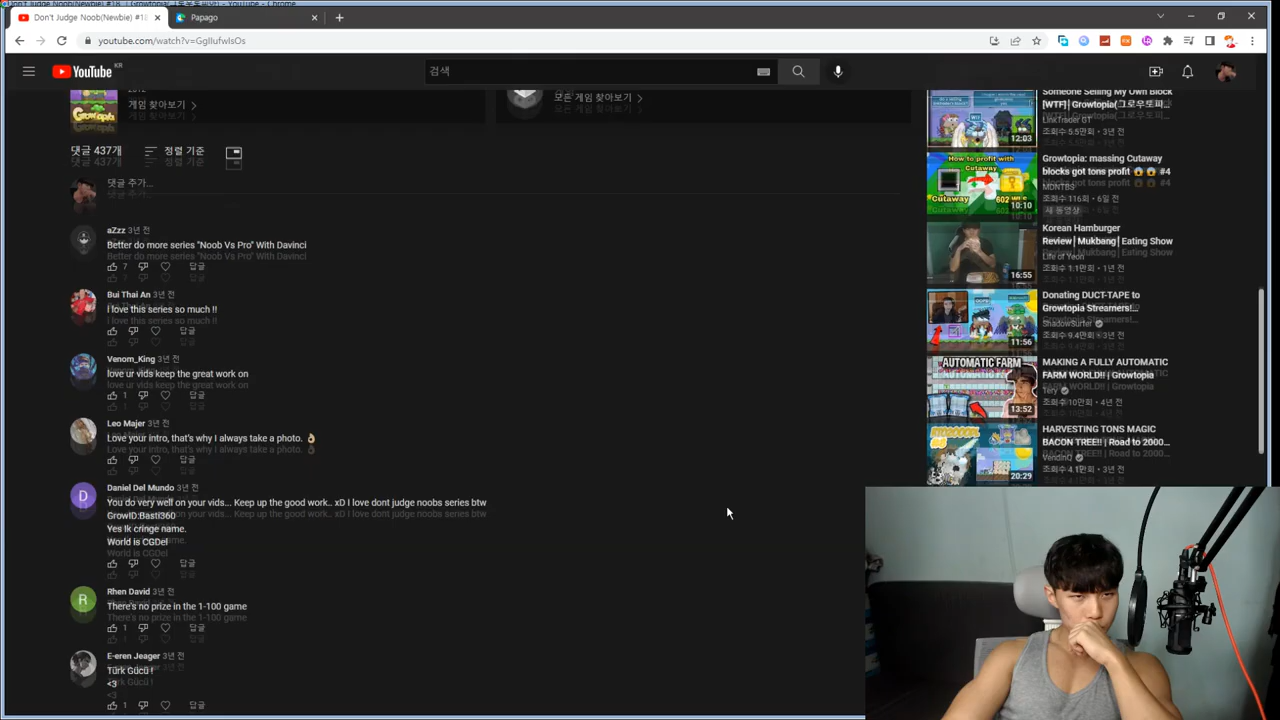 Don't Judge Noob(Newbie) #18
Papago
youtube.com/watch?v=GgIIufwIsOs
YouTube KR
검색
2012
게임 찾아보기
모든 게임 찾아보기
Growtopia
댓글 437개
정렬 기준
댓글 추가...
aZzz 3년 전
Better do more series "Noob Vs Pro" With Davinci
7 답글
Bui Thai An 3년 전
I love this series so much !!
답글
Venom_King 3년 전
love ur vids keep the great work on
1 답글
Leo Majer 3년 전
Love your intro, that's why I always take a photo. 👌
답글
Daniel Del Mundo 3년 전
You do very well on your vids... Keep up the good work.. xD I love dont judge noobs series btw
GrowID:Basti360
Yes Ik cringe name.
World is CGDel
답글
Rhen David 3년 전
There's no prize in the 1-100 game
1 답글
E-eren Jeager 3년 전
Türk Gücü !
<3
1 답글
Someone Selling My Own Block
[WTF] | Growtopia(그로우토피...
LinkTrader DT
조회수 5.5만회 • 3년 전
12:03
How to profit with
Cutaway
Cutaway
602 WLS
10:10
Growtopia: massing Cutaway
blocks got tons profit 😱 😱 #4
MDNTBS
조회수 116회 • 6일 전
새 동영상
16:55
Korean Hamburger
Review| Mukbang| Eating Show
Life of Yeon
조회수 1.1만회 • 1년 전
11:56
Donating DUCT-TAPE to
Growtopia Streamers!...
ShadowSurfer
조회수 9.4만회 • 3년 전
AUTOMATIC FARM
13:52
MAKING A FULLY AUTOMATIC
FARM WORLD!! | Growtopia
Tery
조회수 10만회 • 4년 전
20:29
HARVESTING TONS MAGIC
BACON TREE!! | Road to 2000...
VendinQ
조회수 4.1만회 • 3년 전